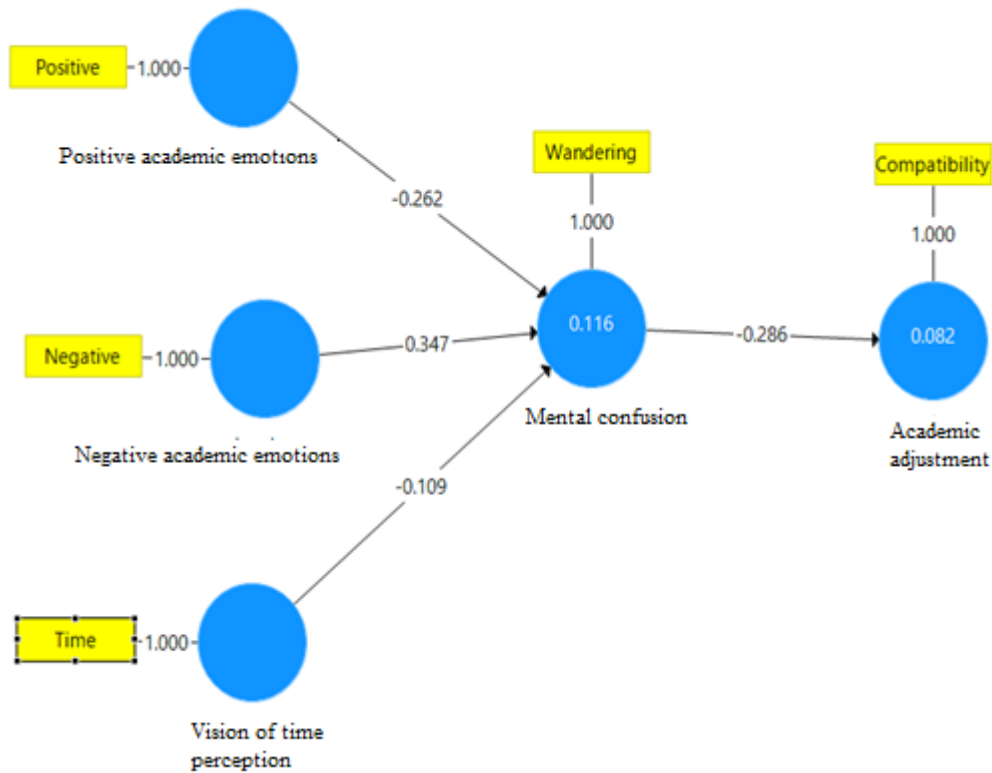 Positive
1.000
Positive academic emotions
-0.262
Wandering
1.000
Compatibility
1.000
Negative
1.000
0.347
0.116
-0.286
0.082
Mental confusion
Academic
adjustment
Negative academic emotions
-0.109
Time
1.000
Vision of time
perception